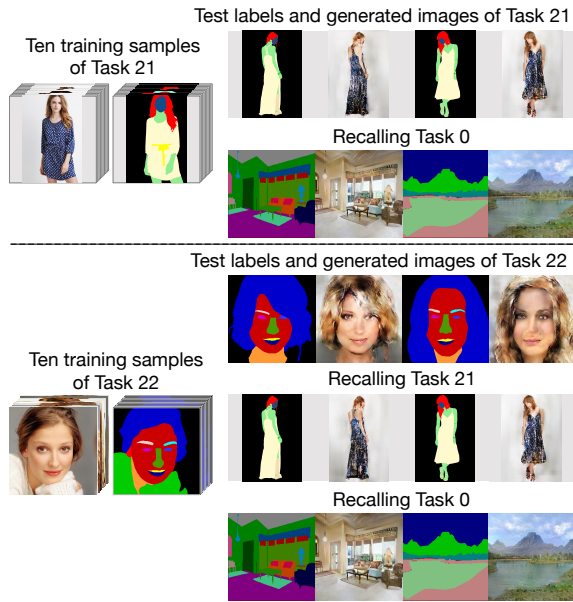 Test labels and generated images of Task 21
Ten training samples
of Task 21
Recalling Task 0
Test labels and generated images of Task 22
Ten training samples
of Task 22
Recalling Task 21
Recalling Task 0